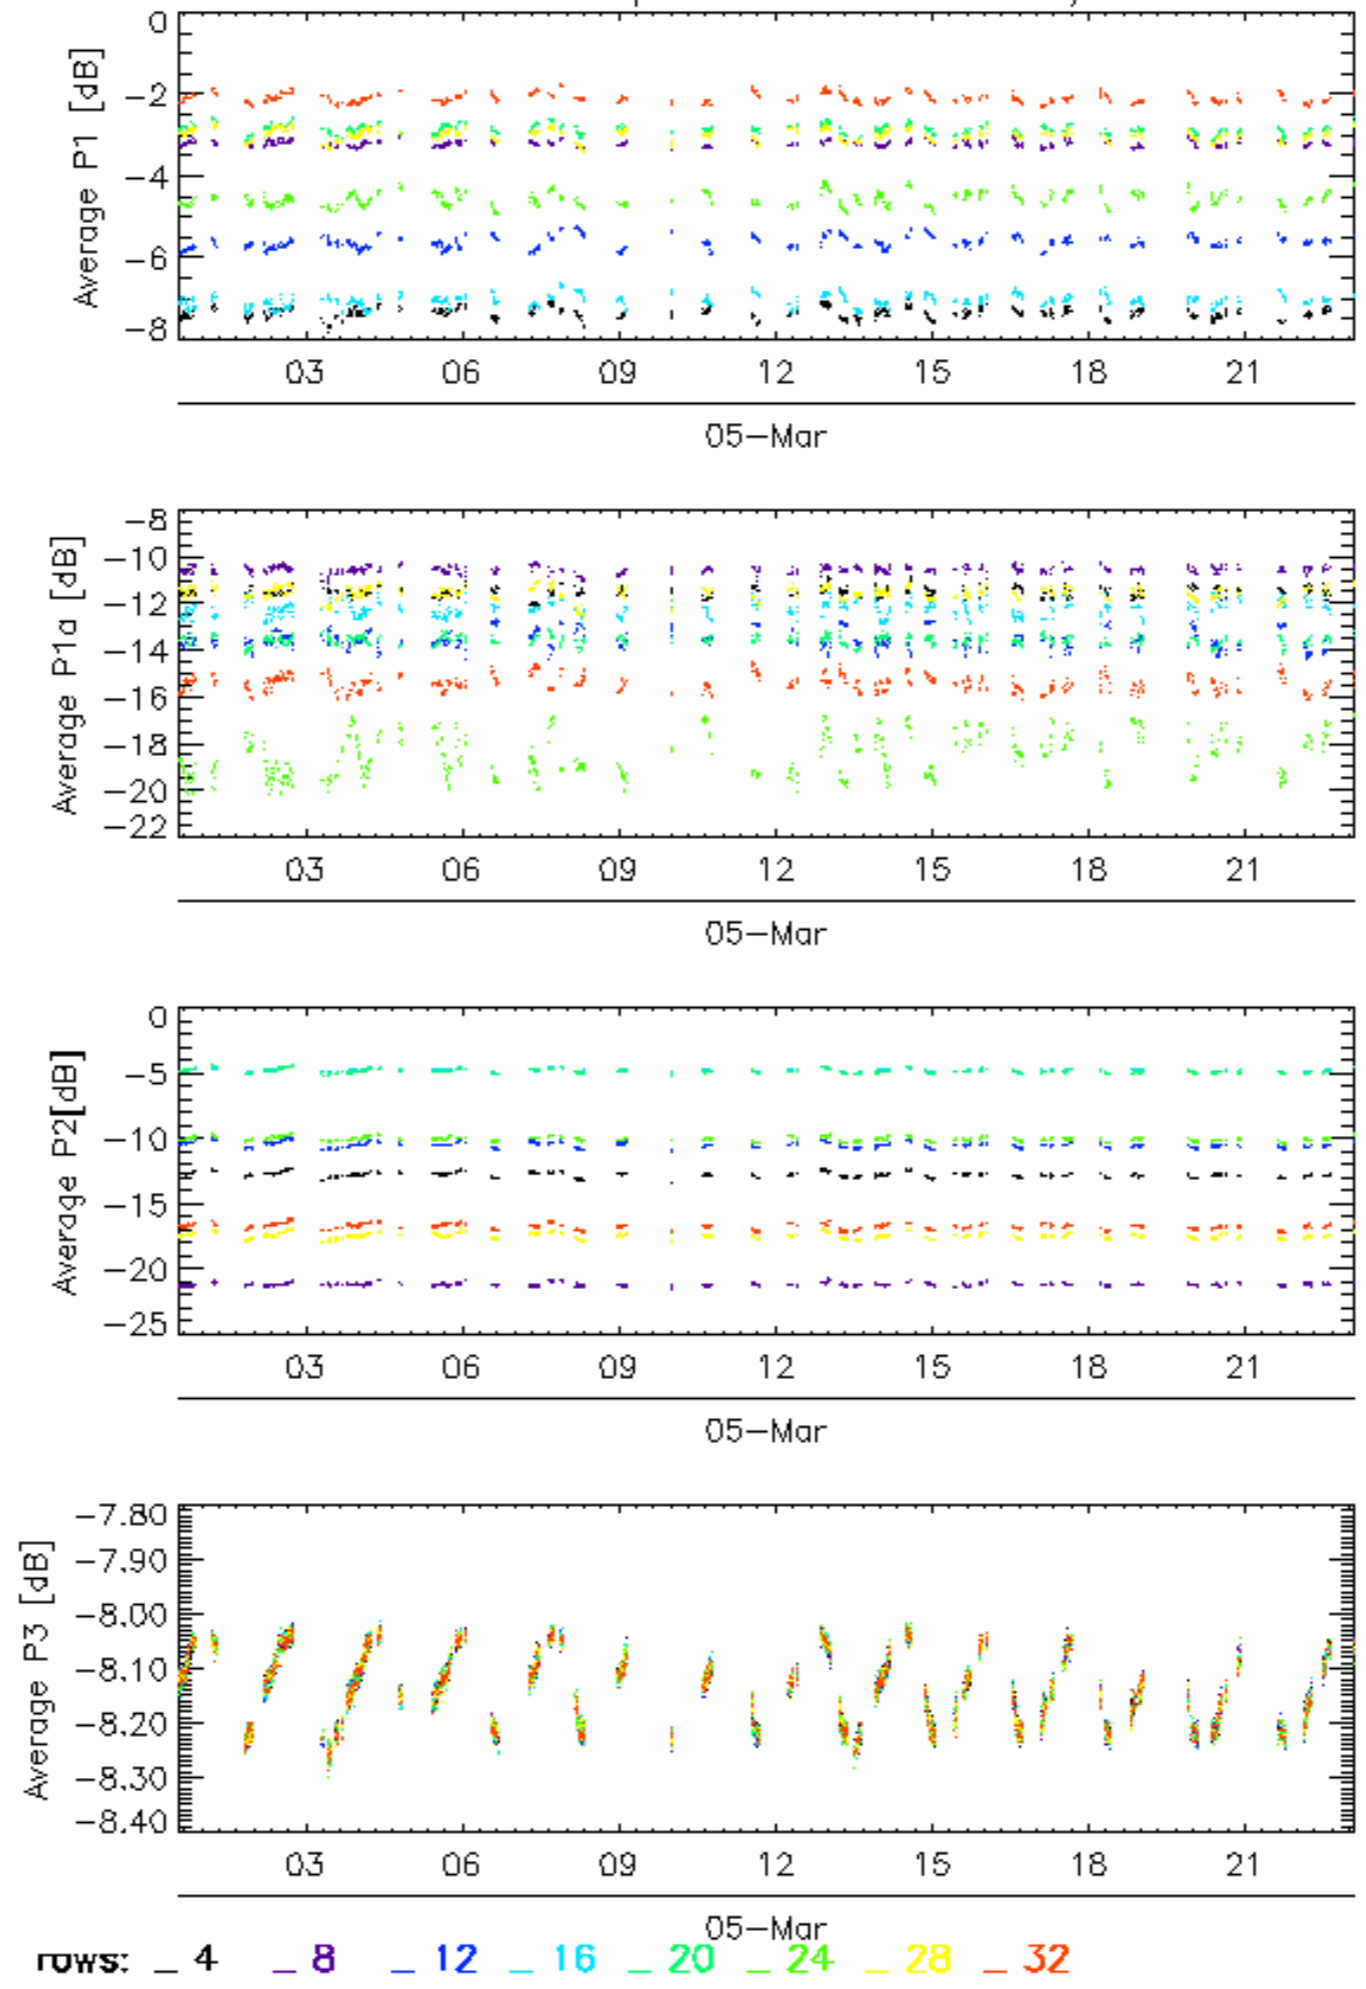 0
−2
−4
−6
−8
Average P1 [dB]
03 06 09 12 15 18 21
05−Mar
−8
−10
−12
−14
−16
−18
−20
−22
Average P1a [dB]
03 06 09 12 15 18 21
05−Mar
0
−5
−10
−15
−20
−25
Average P2[dB]
03 06 09 12 15 18 21
05−Mar
−7.80
−7.90
−8.00
−8.10
−8.20
−8.30
−8.40
Average P3 [dB]
03 06 09 12 15 18 21
05−Mar
rows: _ 4 _ 8 _ 12 _ 16 _ 20 _ 24 _ 28 _ 32